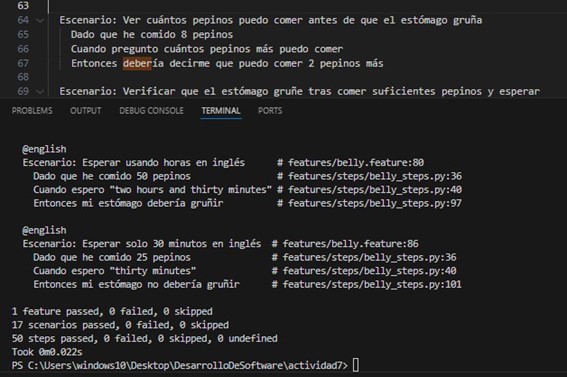 63
64 Escenario: Ver cuántos pepinos puedo comer antes de que el estómago gruña
65 Dado que he comido 8 pepinos
66 Cuando pregunto cuántos pepinos más puedo comer
67 Entonces debería decirme que puedo comer 2 pepinos más
68
69 Escenario: Verificar que el estómago gruñe tras comer suficientes pepinos y esperar
PROBLEMS OUTPUT DEBUG CONSOLE TERMINAL PORTS
@english
Escenario: Esperar usando horas en inglés # features/belly.feature:80
Dado que he comido 50 pepinos # features/steps/belly_steps.py:36
Cuando espero "two hours and thirty minutes" # features/steps/belly_steps.py:40
Entonces mi estómago debería gruñir # features/steps/belly_steps.py:97
@english
Escenario: Esperar solo 30 minutos en inglés # features/belly.feature:86
Dado que he comido 25 pepinos # features/steps/belly_steps.py:36
Cuando espero "thirty minutes" # features/steps/belly_steps.py:40
Entonces mi estómago no debería gruñir # features/steps/belly_steps.py:101
1 feature passed, 0 failed, 0 skipped
17 scenarios passed, 0 failed, 0 skipped
50 steps passed, 0 failed, 0 skipped, 0 undefined
Took 0m0.022s
PS C:\Users\windows10\Desktop\DesarrolloDeSoftware\actividad7>